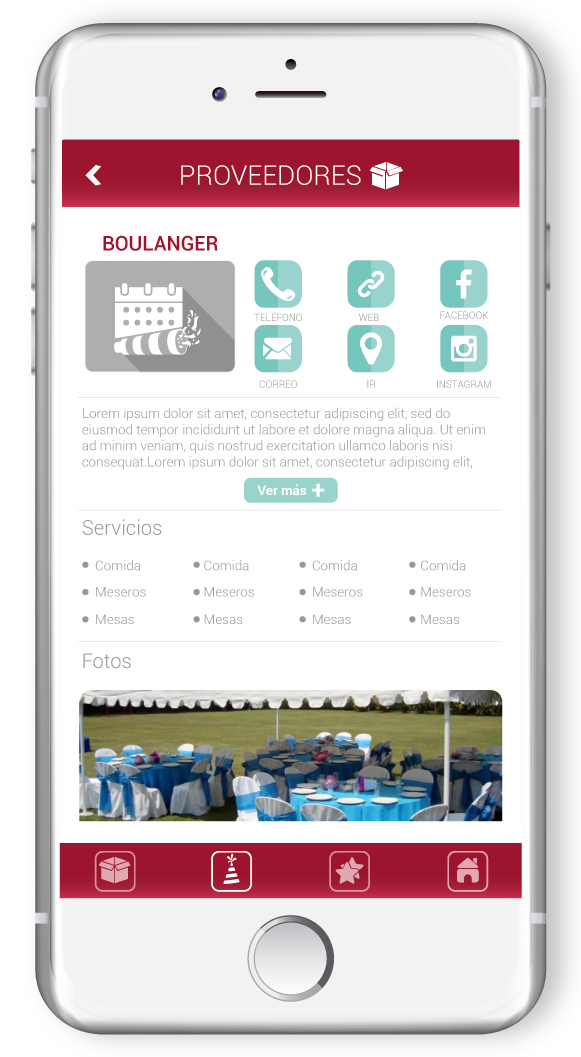 PROVEEDORES
BOULANGER
TELÉFONO
WEB
FACEBOOK
CORREO
IR
INSTAGRAM
Lorem ipsum dolor sit amet, consectetur adipiscing elit, sed do
eiusmod tempor incididunt ut labore et dolore magna aliqua. Ut enim
ad minim veniam, quis nostrud exercitation ullamco laboris nisi
consequat.Lorem ipsum dolor sit amet, consectetur adipiscing elit,
Ver más
Servicios
Comida Comida Comida Comida
Meseros Meseros Meseros Meseros
Mesas Mesas Mesas Mesas
Fotos